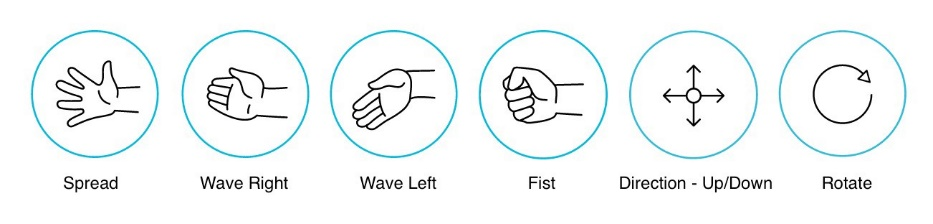 Spread
Wave Right
Wave Left
Fist
Direction - Up/Down
Rotate